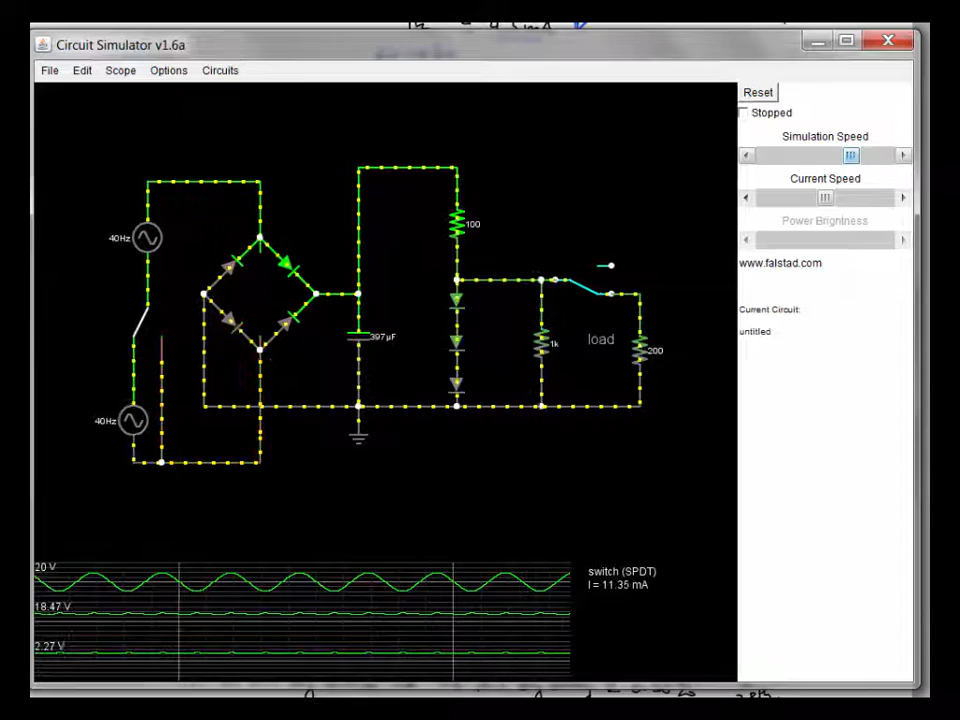 Circuit Simulator v1.6a
File Edit Scope Options Circuits
Reset
Stopped
Simulation Speed
Current Speed
Power Brightness
www.falstad.com
Current Circuit:
untitled
40Hz
100
397μF
1k
load
200
40Hz
20 V
18.47 V
2.27 V
switch (SPDT)
I = 11.35 mA